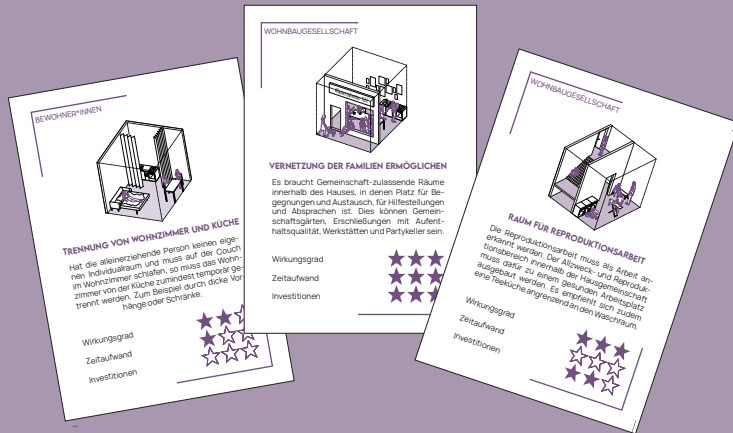 BEWOHNER*INNEN
TRENNUNG VON WOHNZIMMER UND KÜCHE
Hat die alleinerziehende Person keinen eige-
nen Individualraum und muss auf der Couch
im Wohnzimmer schlafen, so muss das Wohn-
zimmer von der Küche zumindest temporär ge-
trennt werden. Zum Beispiel durch dicke Vor-
hänge oder Schränke.
Wirkungsgrad
Zeitaufwand
Investitionen
WOHNBAUGESELLSCHAFT
VERNETZUNG DER FAMILIEN ERMÖGLICHEN
Es braucht Gemeinschaft-zulassende Räume
innerhalb des Hauses, in denen Platz für Be-
gegnungen und Austausch, für Hilfestellungen
und Absprachen ist. Dies können Gemein-
schaftsgärten, Erschließungen mit Aufent-
haltsqualität, Werkstätten und Partykeller sein.
Wirkungsgrad
Zeitaufwand
Investitionen
WOHNBAUGESELLSCHAFT
RAUM FÜR REPRODUKTIONSARBEIT
Die Reproduktionsarbeit muss als Arbeit an-
erkannt werden. Der Allzweck- und Reproduk-
tionsbereich innerhalb der Hausgemeinschaft
muss dafür zu einem gesunden Arbeitsplatz
ausgebaut werden. Es empfiehlt sich zudem
eine Teeküche angrenzend an den Waschraum.
Wirkungsgrad
Zeitaufwand
Investitionen